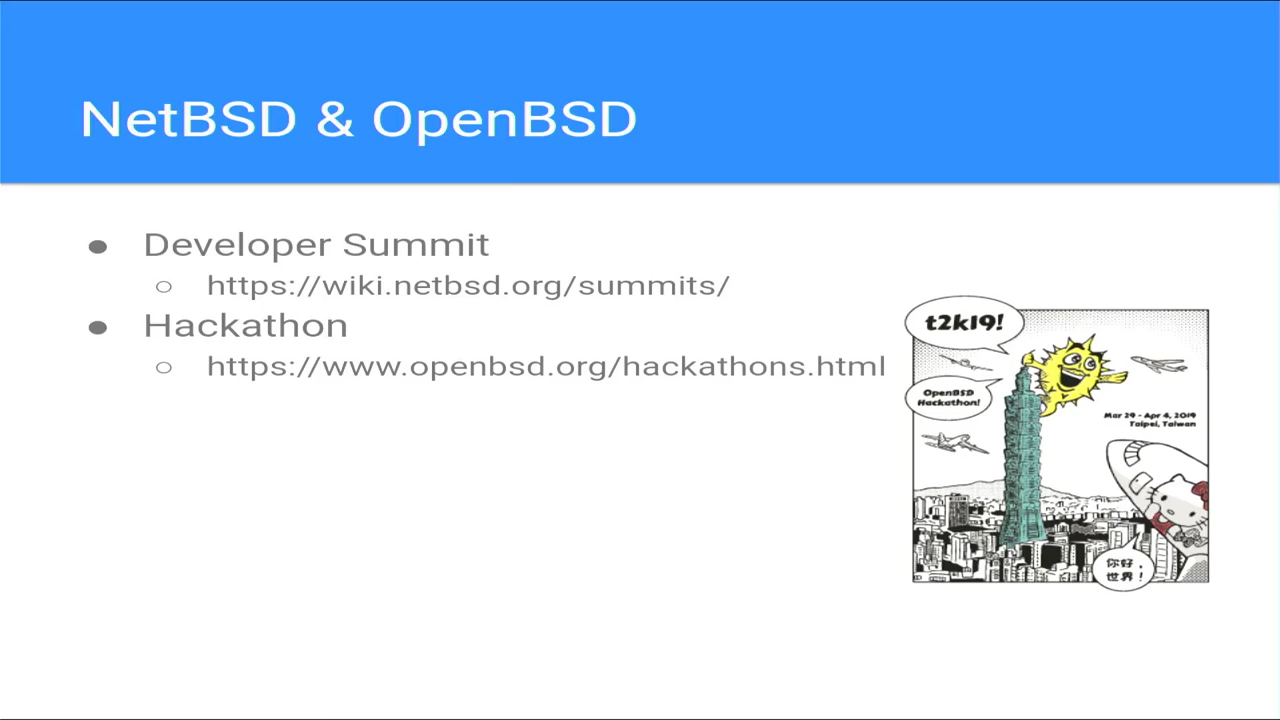 NetBSD & OpenBSD
Developer Summit
https://wiki.netbsd.org/summits/
Hackathon
https://www.openbsd.org/hackathons.html
t2k19!
OpenBSD
Hackathon!
Mar 29 - Apr 4, 2019
Taipei, Taiwan
你好，
世界！